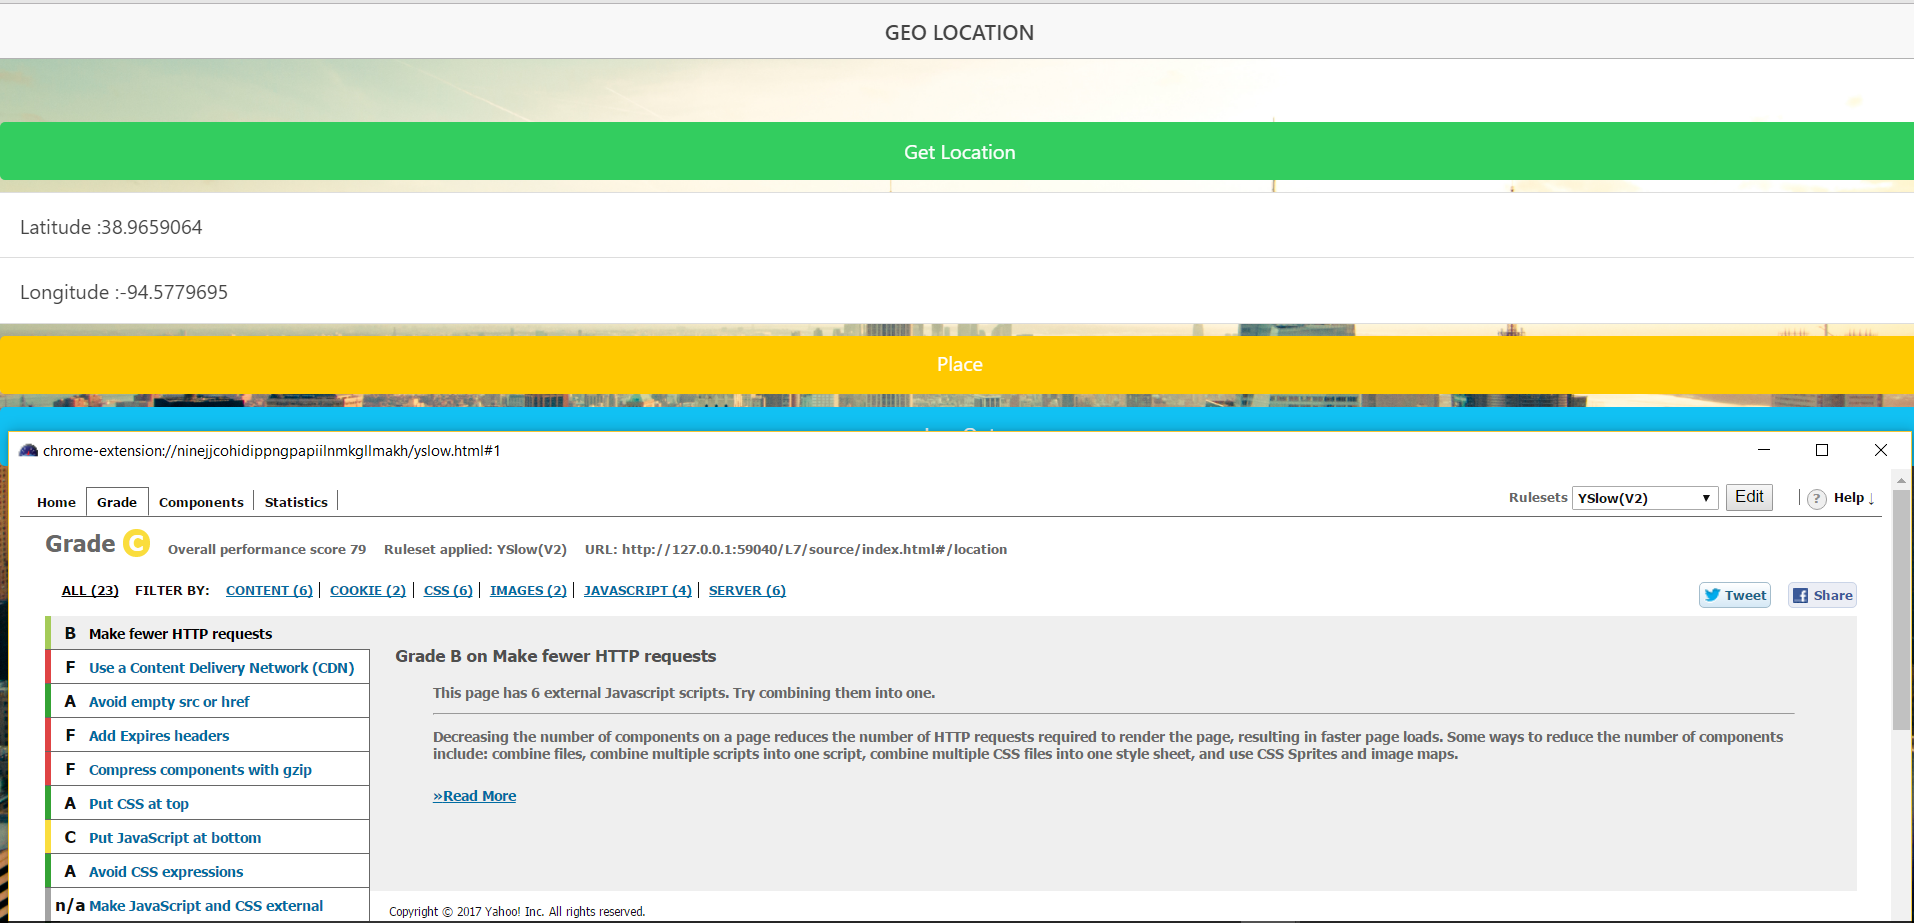 GEO LOCATION
Get Location
Latitude :38.9659064
Longitude :-94.5779695
Place
chrome-extension://ninejjcohidippngpapiilnmkgllmakh/yslow.html#1
Home Grade Components Statistics Rulesets YSlow(V2) Edit ? Help ↓
Grade C Overall performance score 79 Ruleset applied: YSlow(V2) URL: http://127.0.0.1:59040/L7/source/index.html#/location
ALL (23) FILTER BY: CONTENT (6) COOKIE (2) CSS (6) IMAGES (2) JAVASCRIPT (4) SERVER (6) Tweet Share
B Make fewer HTTP requests
F Use a Content Delivery Network (CDN)
A Avoid empty src or href
F Add Expires headers
F Compress components with gzip
A Put CSS at top
C Put JavaScript at bottom
A Avoid CSS expressions
n/a Make JavaScript and CSS external
Grade B on Make fewer HTTP requests
This page has 6 external Javascript scripts. Try combining them into one.
Decreasing the number of components on a page reduces the number of HTTP requests required to render the page, resulting in faster page loads. Some ways to reduce the number of components
include: combine files, combine multiple scripts into one script, combine multiple CSS files into one style sheet, and use CSS Sprites and image maps.
»Read More
Copyright © 2017 Yahoo! Inc. All rights reserved.